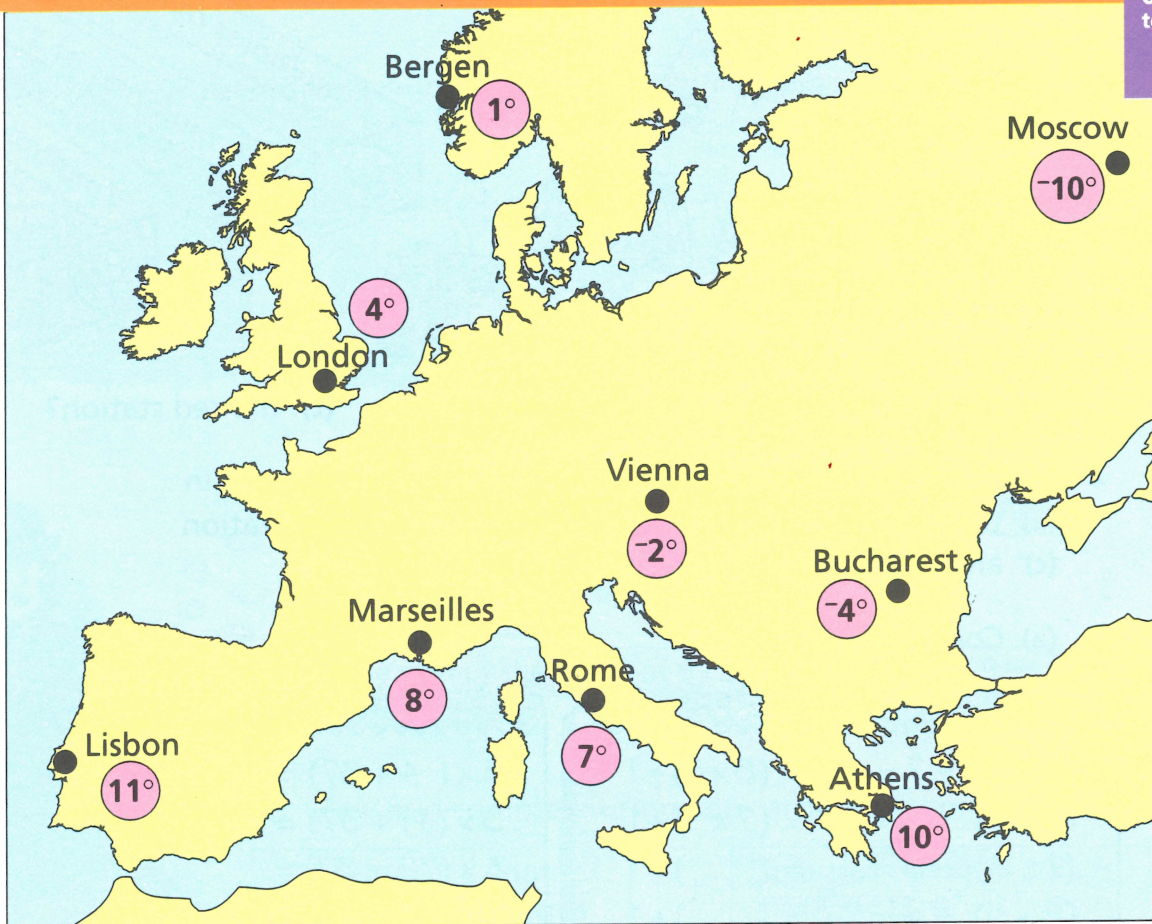 Bergen
1°
Moscow
⁻10°
4°
London
Vienna
⁻2°
Bucharest
⁻4°
Marseilles
8°
Rome
7°
Lisbon
11°
Athens
10°